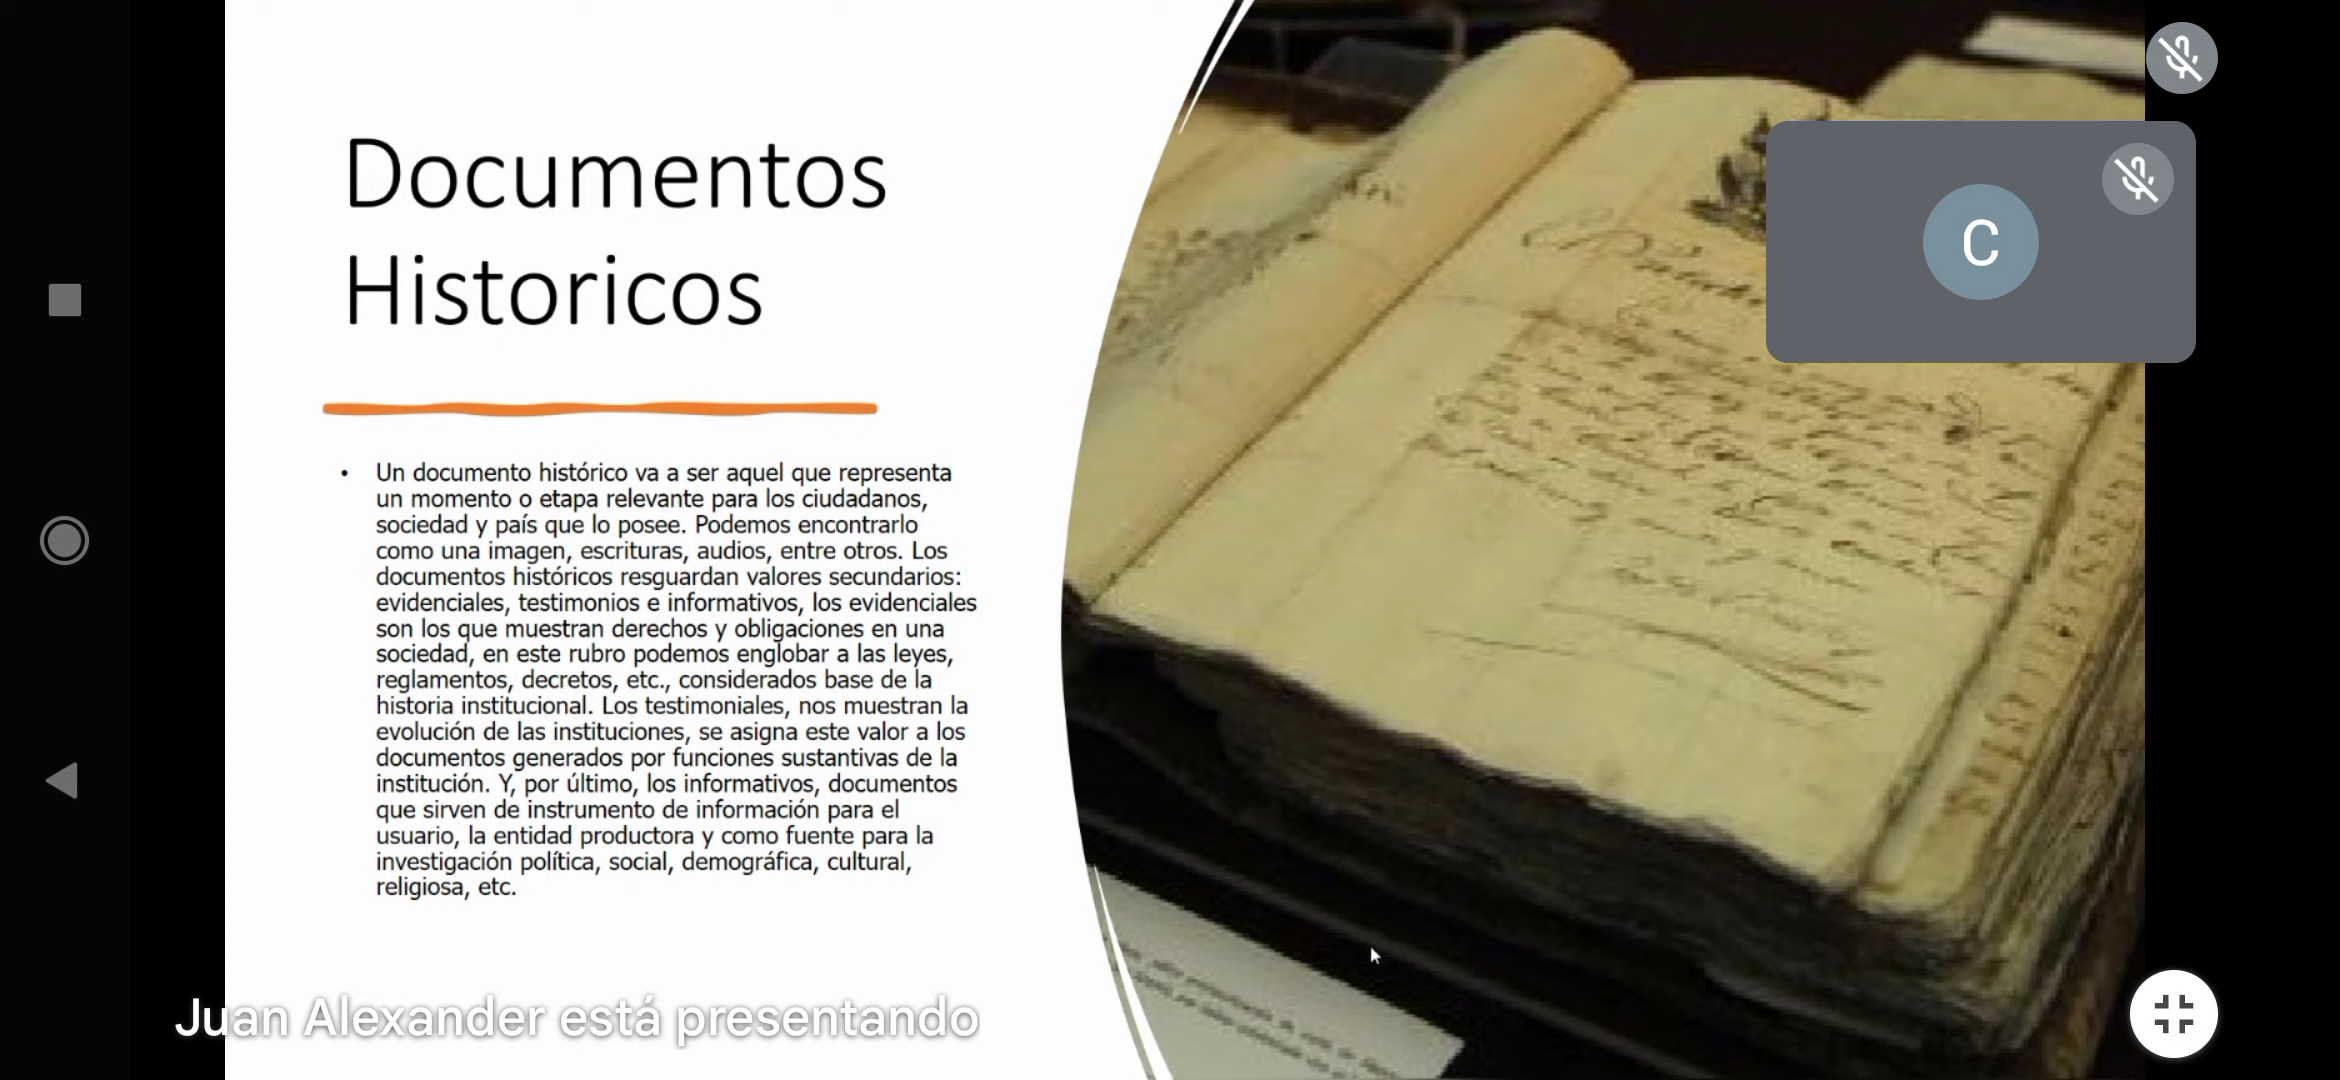 Documentos
Historicos
• Un documento histórico va a ser aquel que representa
un momento o etapa relevante para los ciudadanos,
sociedad y país que lo posee. Podemos encontrarlo
como una imagen, escrituras, audios, entre otros. Los
documentos históricos resguardan valores secundarios:
evidenciales, testimonios e informativos, los evidenciales
son los que muestran derechos y obligaciones en una
sociedad, en este rubro podemos englobar a las leyes,
reglamentos, decretos, etc., considerados base de la
historia institucional. Los testimoniales, nos muestran la
evolución de las instituciones, se asigna este valor a los
documentos generados por funciones sustantivas de la
institución. Y, por último, los informativos, documentos
que sirven de instrumento de información para el
usuario, la entidad productora y como fuente para la
investigación política, social, demográfica, cultural,
religiosa, etc.
C
Juan Alexander está presentando